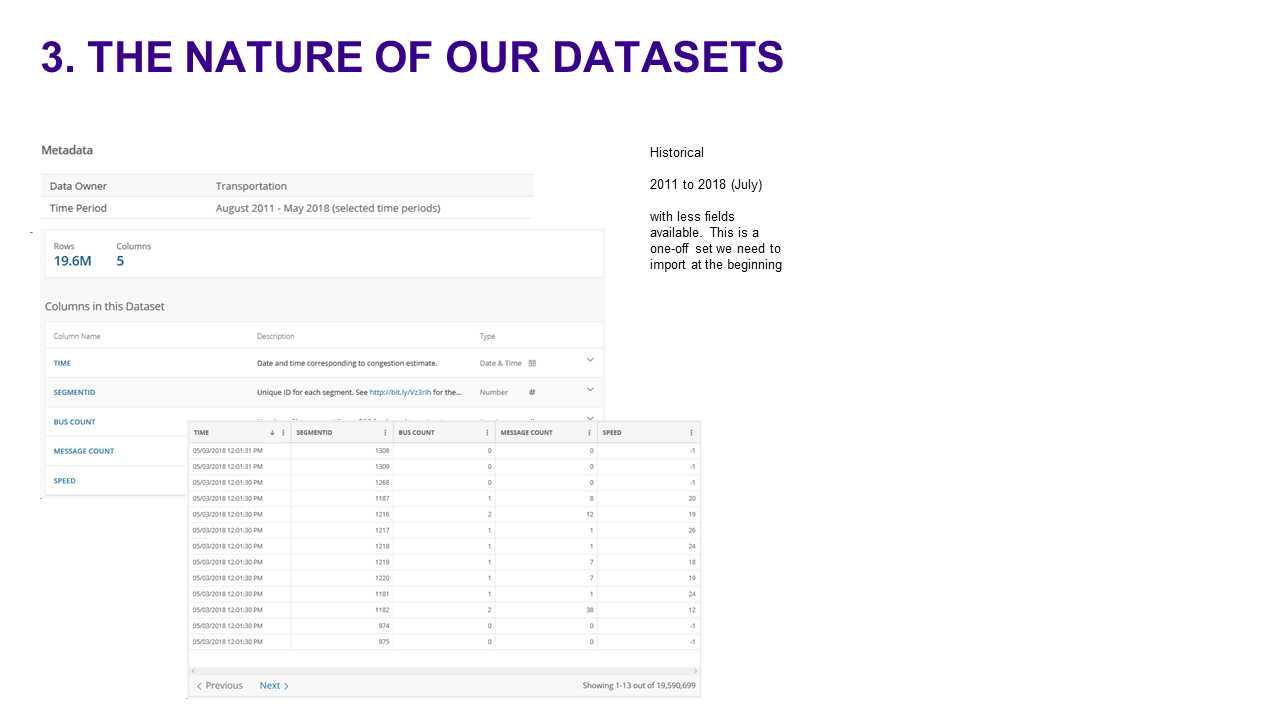 3. THE NATURE OF OUR DATASETS
Metadata
Data Owner Transportation
Time Period August 2011 - May 2018 (selected time periods)
Rows Columns
19.6M 5
Columns in this Dataset
Column Name Description Type
TIME Date and time corresponding to congestion estimate. Date & Time
SEGMENTID Unique ID for each segment. See http://bit.ly/Vz3rIh for the... Number #
BUS COUNT
MESSAGE COUNT
SPEED
TIME SEGMENTID BUS COUNT MESSAGE COUNT SPEED
05/03/2018 12:01:31 PM 1308 0 0 -1
05/03/2018 12:01:31 PM 1309 0 0 -1
05/03/2018 12:01:30 PM 1268 0 0 -1
05/03/2018 12:01:30 PM 1187 1 8 20
05/03/2018 12:01:30 PM 1216 2 12 19
05/03/2018 12:01:30 PM 1217 1 1 26
05/03/2018 12:01:30 PM 1218 1 1 24
05/03/2018 12:01:30 PM 1219 1 7 18
05/03/2018 12:01:30 PM 1220 1 7 19
05/03/2018 12:01:30 PM 1181 1 1 24
05/03/2018 12:01:30 PM 1182 2 38 12
05/03/2018 12:01:30 PM 974 0 0 -1
05/03/2018 12:01:30 PM 975 0 0 -1
< Previous Next > Showing 1-13 out of 19,590,699
Historical
2011 to 2018 (July)
with less fields
available. This is a
one-off set we need to
import at the beginning